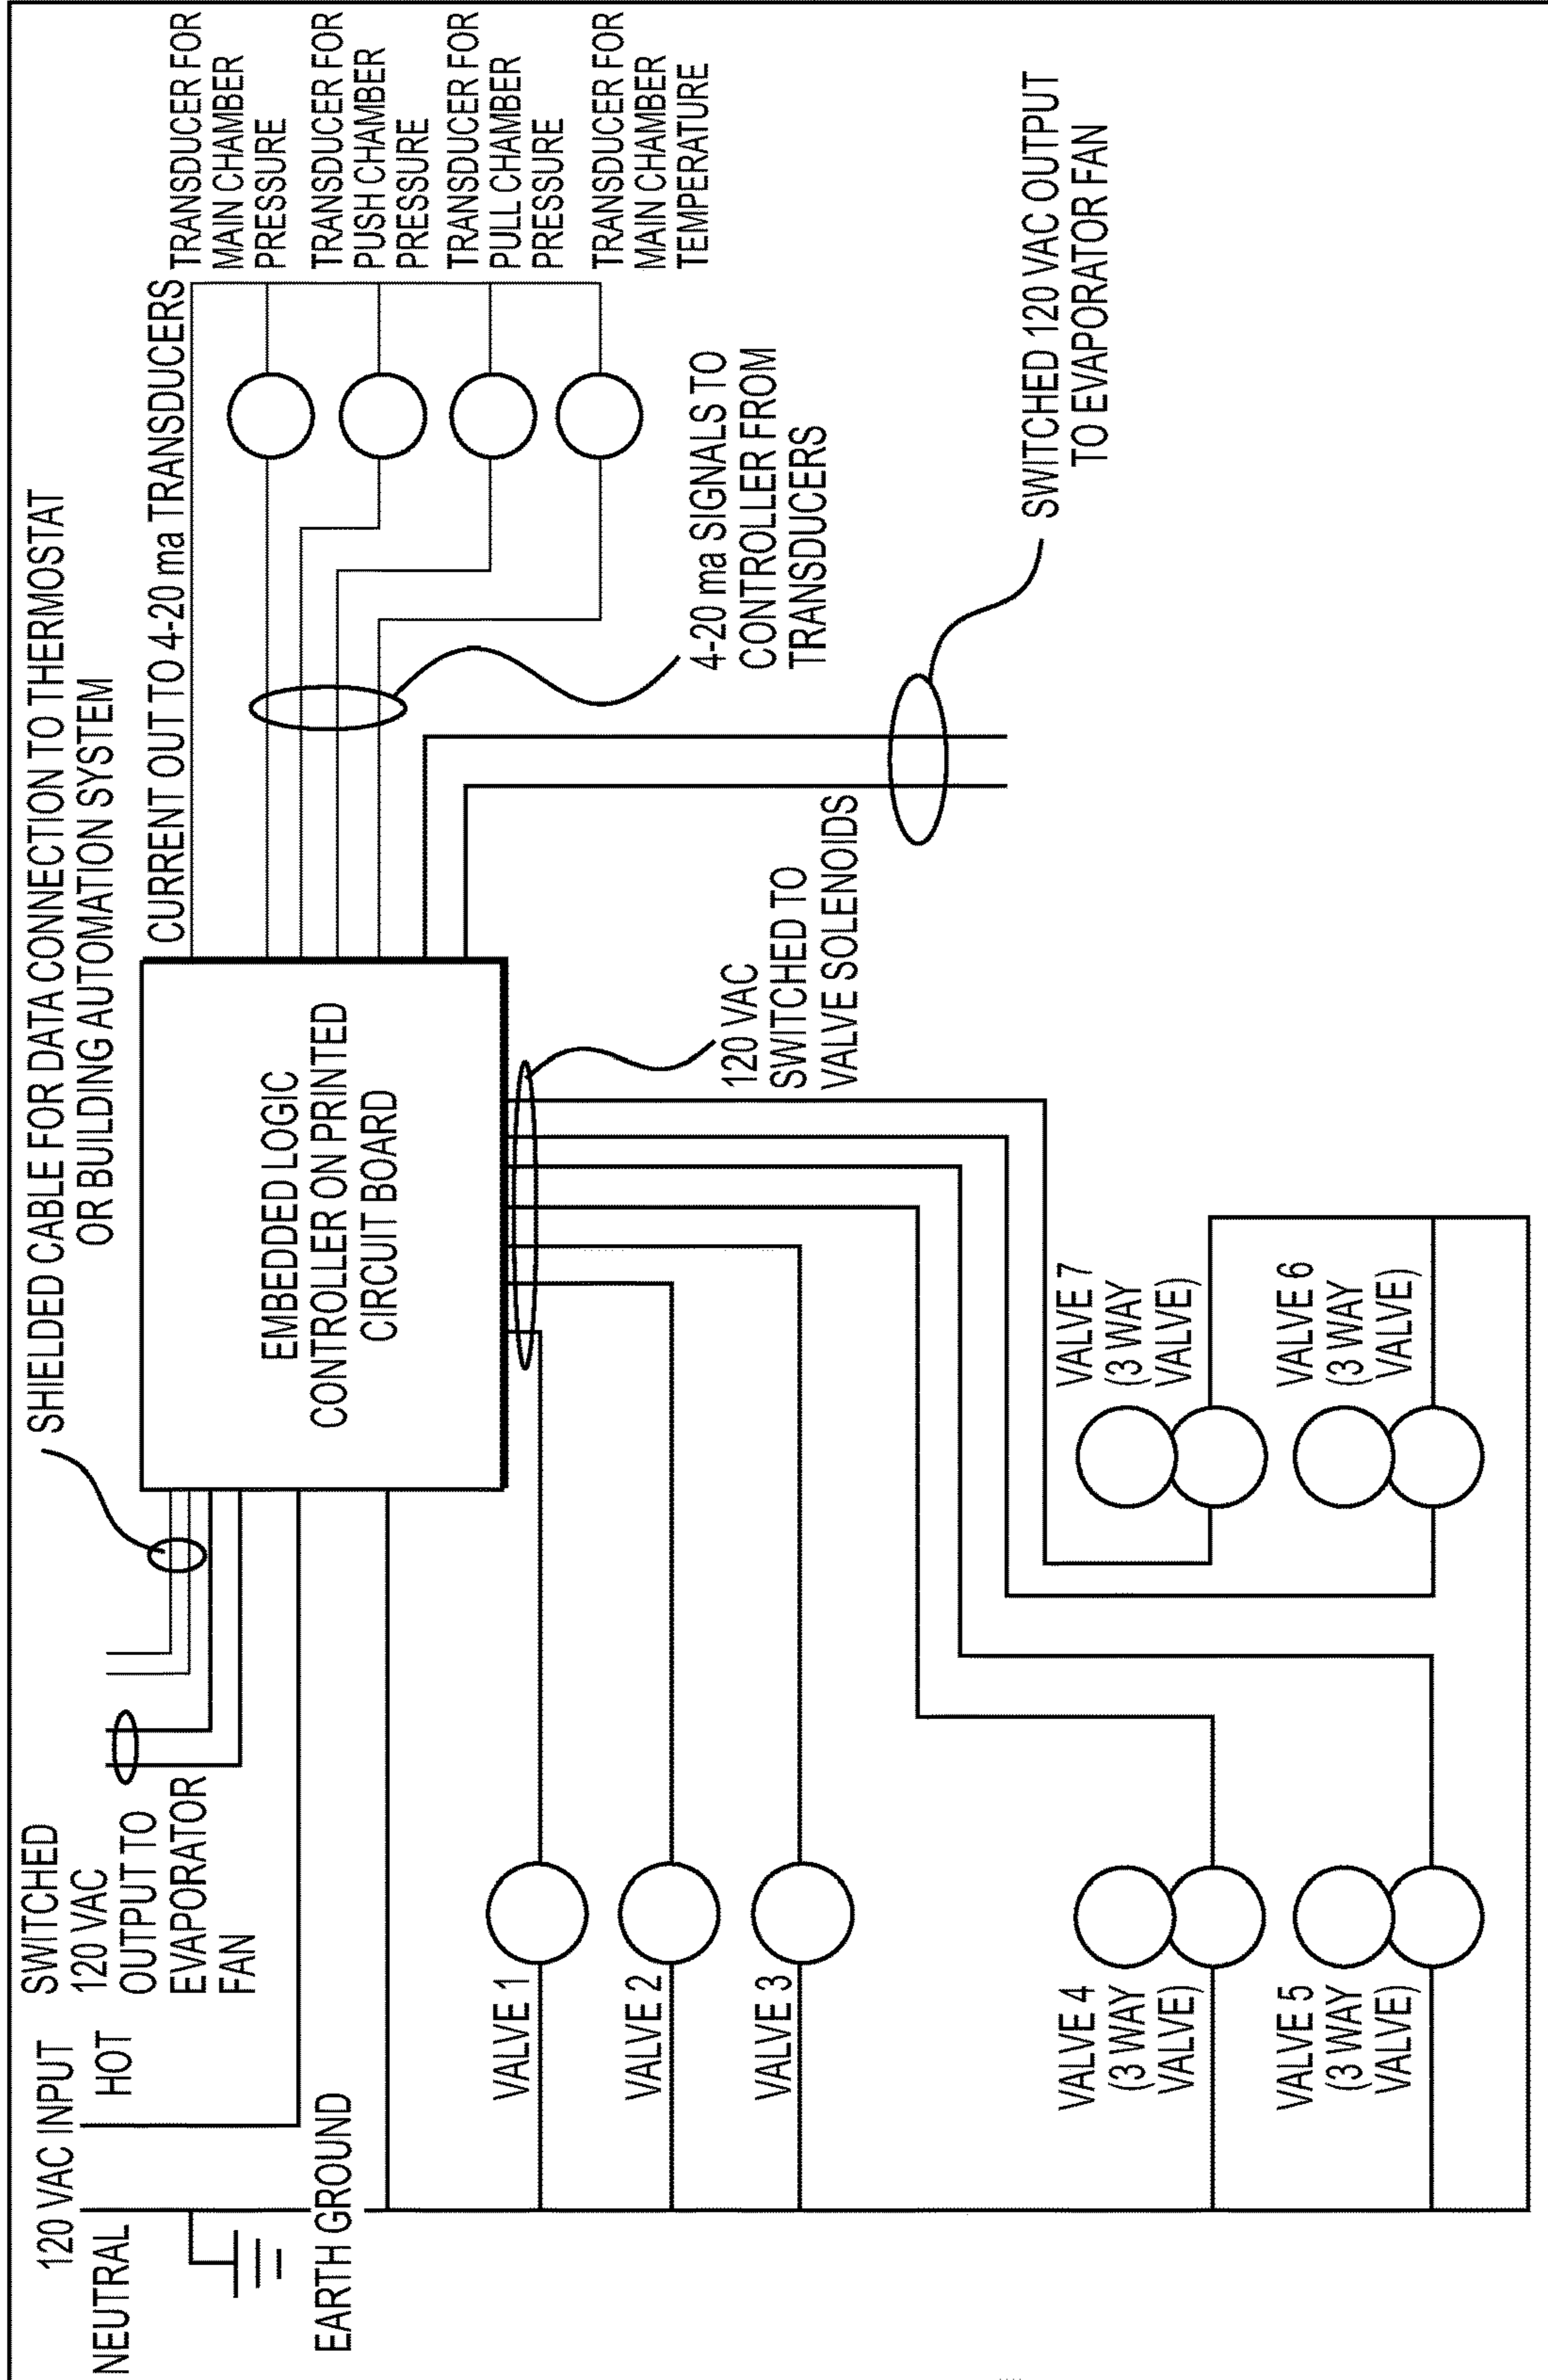 SHIELDED CABLE FOR DATA CONNECTION TO THERMOSTAT
OR BUILDING AUTOMATION SYSTEM
120 VAC INPUT
NEUTRAL
HOT
SWITCHED
120 VAC
OUTPUT TO
EVAPORATOR
FAN
EARTH GROUND
EMBEDDED LOGIC
CONTROLLER ON PRINTED
CIRCUIT BOARD
CURRENT OUT TO 4-20 ma TRANSDUCERS
TRANSDUCER FOR
MAIN CHAMBER
PRESSURE
TRANSDUCER FOR
PUSH CHAMBER
PRESSURE
TRANSDUCER FOR
PULL CHAMBER
PRESSURE
TRANSDUCER FOR
MAIN CHAMBER
TEMPERATURE
4-20 ma SIGNALS TO
CONTROLLER FROM
TRANSDUCERS
120 VAC
SWITCHED TO
VALVE SOLENOIDS
SWITCHED 120 VAC OUTPUT
TO EVAPORATOR FAN
VALVE 1
VALVE 2
VALVE 3
VALVE 4
(3 WAY
VALVE)
VALVE 7
(3 WAY
VALVE)
VALVE 5
(3 WAY
VALVE)
VALVE 6
(3 WAY
VALVE)